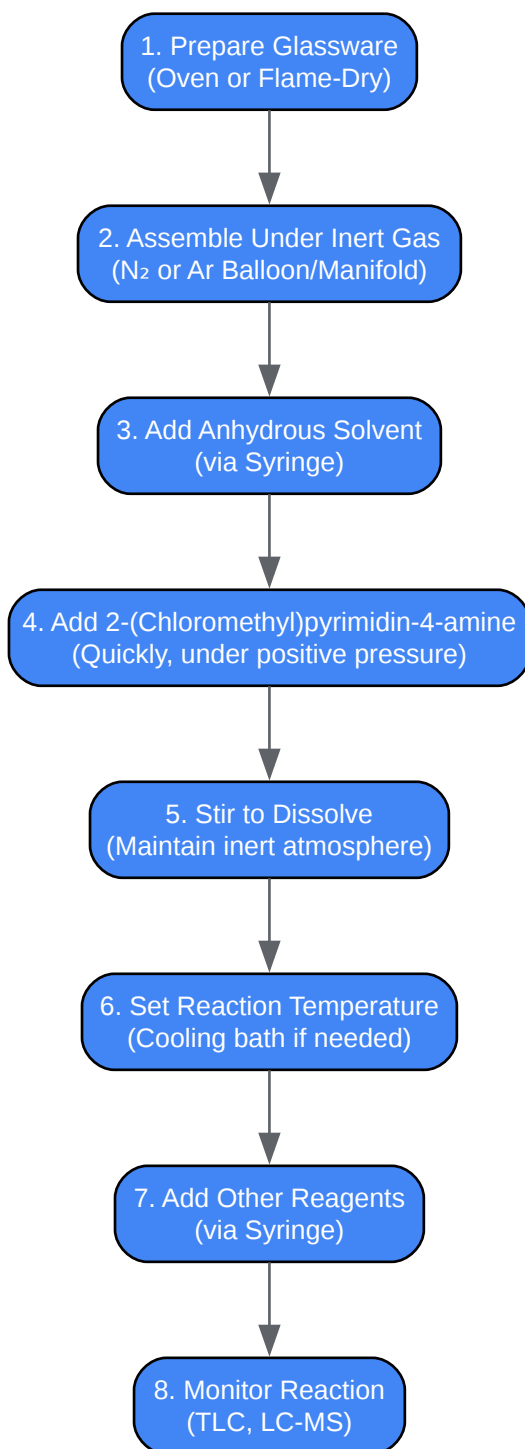 1. Prepare Glassware
(Oven or Flame-Dry)
2. Assemble Under Inert Gas
(N₂ or Ar Balloon/Manifold)
3. Add Anhydrous Solvent
(via Syringe)
4. Add 2-(Chloromethyl)pyrimidin-4-amine
(Quickly, under positive pressure)
5. Stir to Dissolve
(Maintain inert atmosphere)
6. Set Reaction Temperature
(Cooling bath if needed)
7. Add Other Reagents
(via Syringe)
8. Monitor Reaction
(TLC, LC-MS)